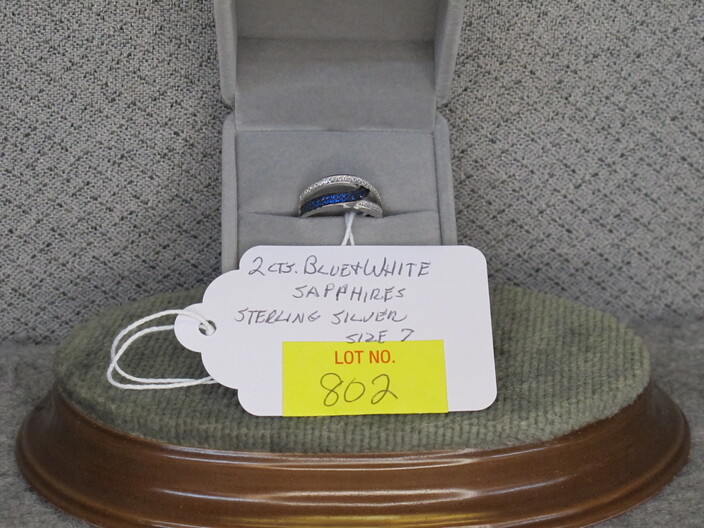 2 CTS. BLUE & WHITE
SAPPHIRES
STERLING SILVER
SIZE 7
LOT NO.
802